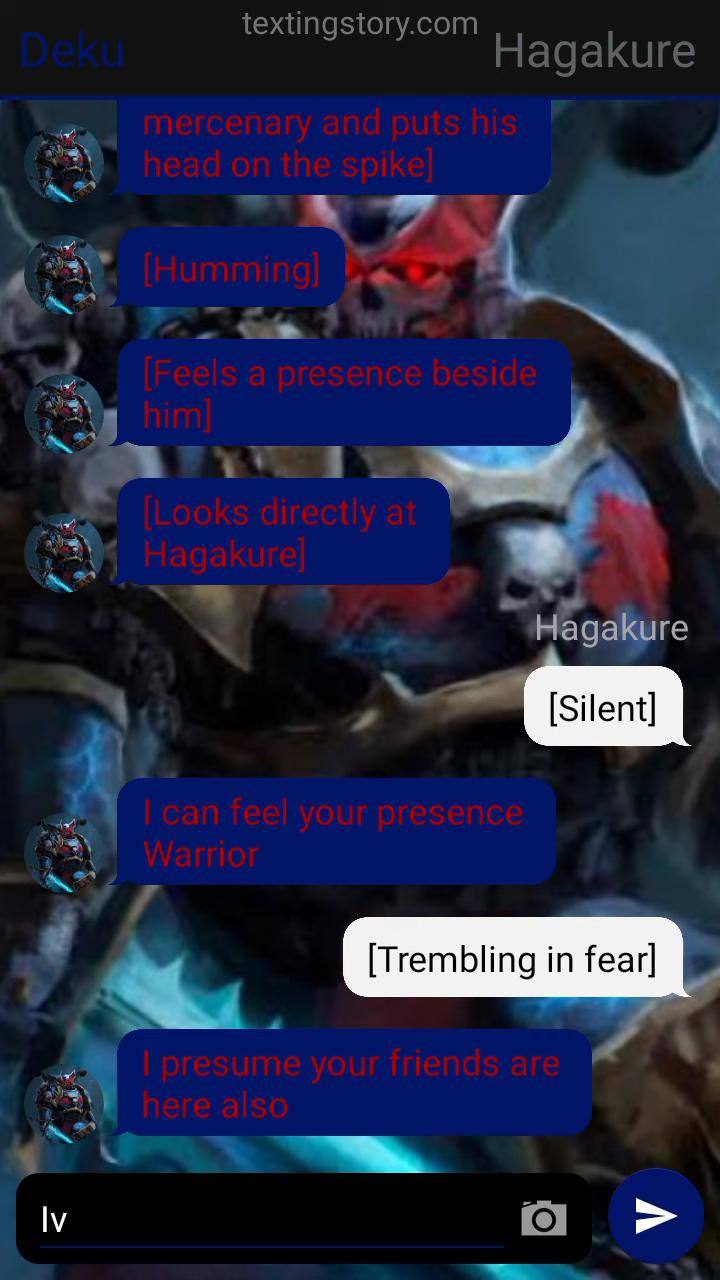 textingstory.com
Deku
Hagakure
mercenary and puts his
head on the spike]
[Humming]
[Feels a presence beside
him]
[Looks directly at
Hagakure]
Hagakure
[Silent]
I can feel your presence
Warrior
[Trembling in fear]
I presume your friends are
here also
Iv